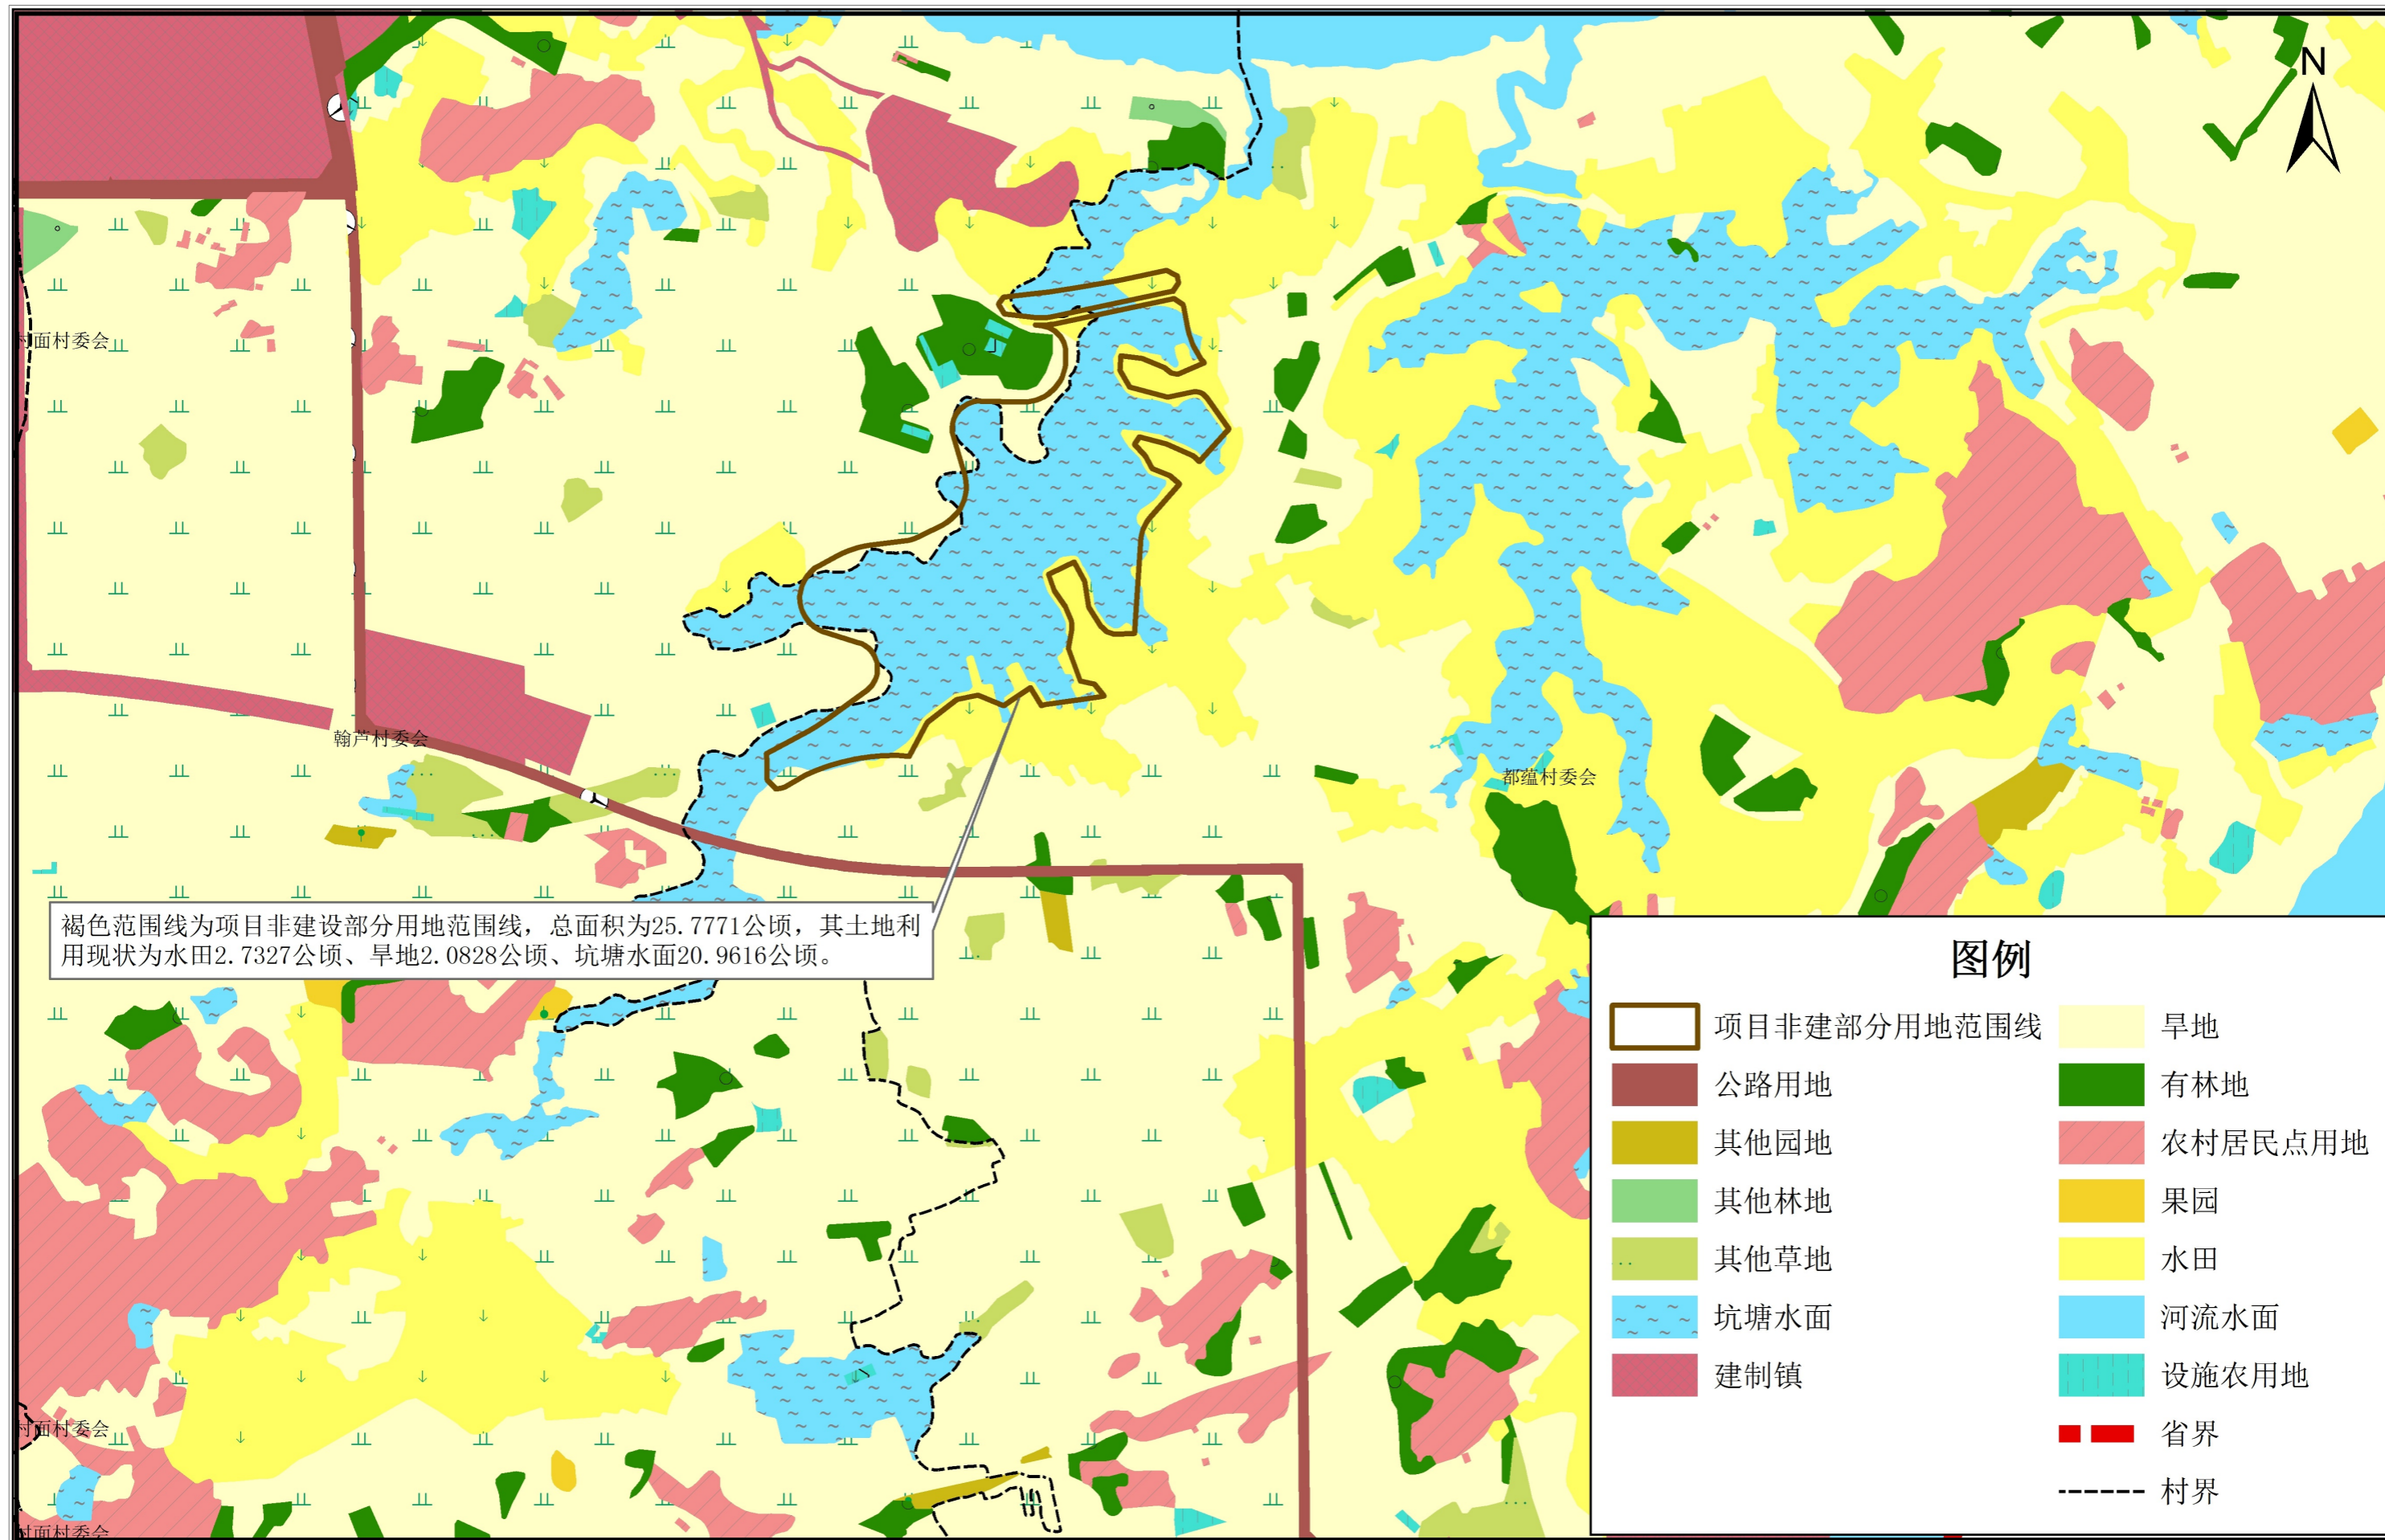 N
村面村委会
翰芦村委会
都蕴村委会
褐色范围线为项目非建设部分用地范围线，总面积为25.7771公顷，其土地利
用现状为水田2.7327公顷、旱地2.0828公顷、坑塘水面20.9616公顷。
村面村委会
村面村委会
图例
项目非建部分用地范围线
旱地
公路用地
有林地
其他园地
农村居民点用地
其他林地
果园
其他草地
水田
坑塘水面
河流水面
建制镇
设施农用地
省界
村界